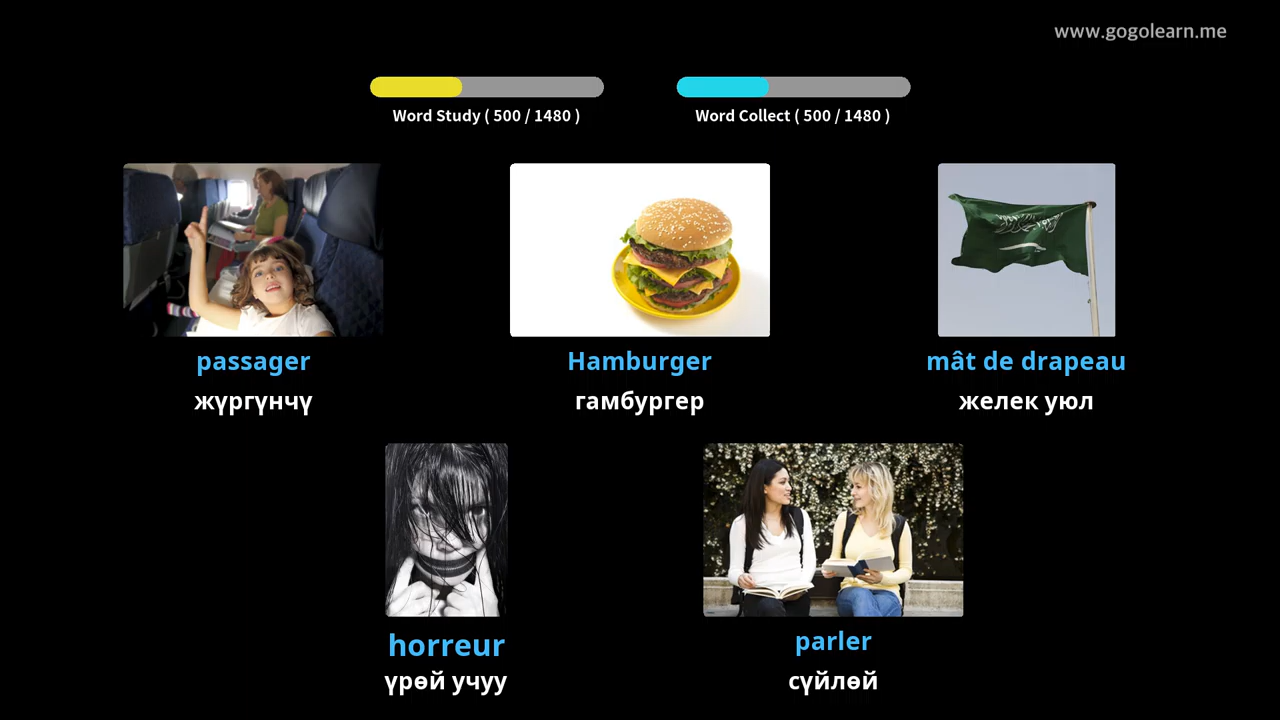 www.gogolearn.me
Word Study ( 500 / 1480 )
Word Collect ( 500 / 1480 )
passager
жүргүнчү
Hamburger
гамбургер
mât de drapeau
желек уюл
horreur
үрөй учуу
parler
сүйлөй